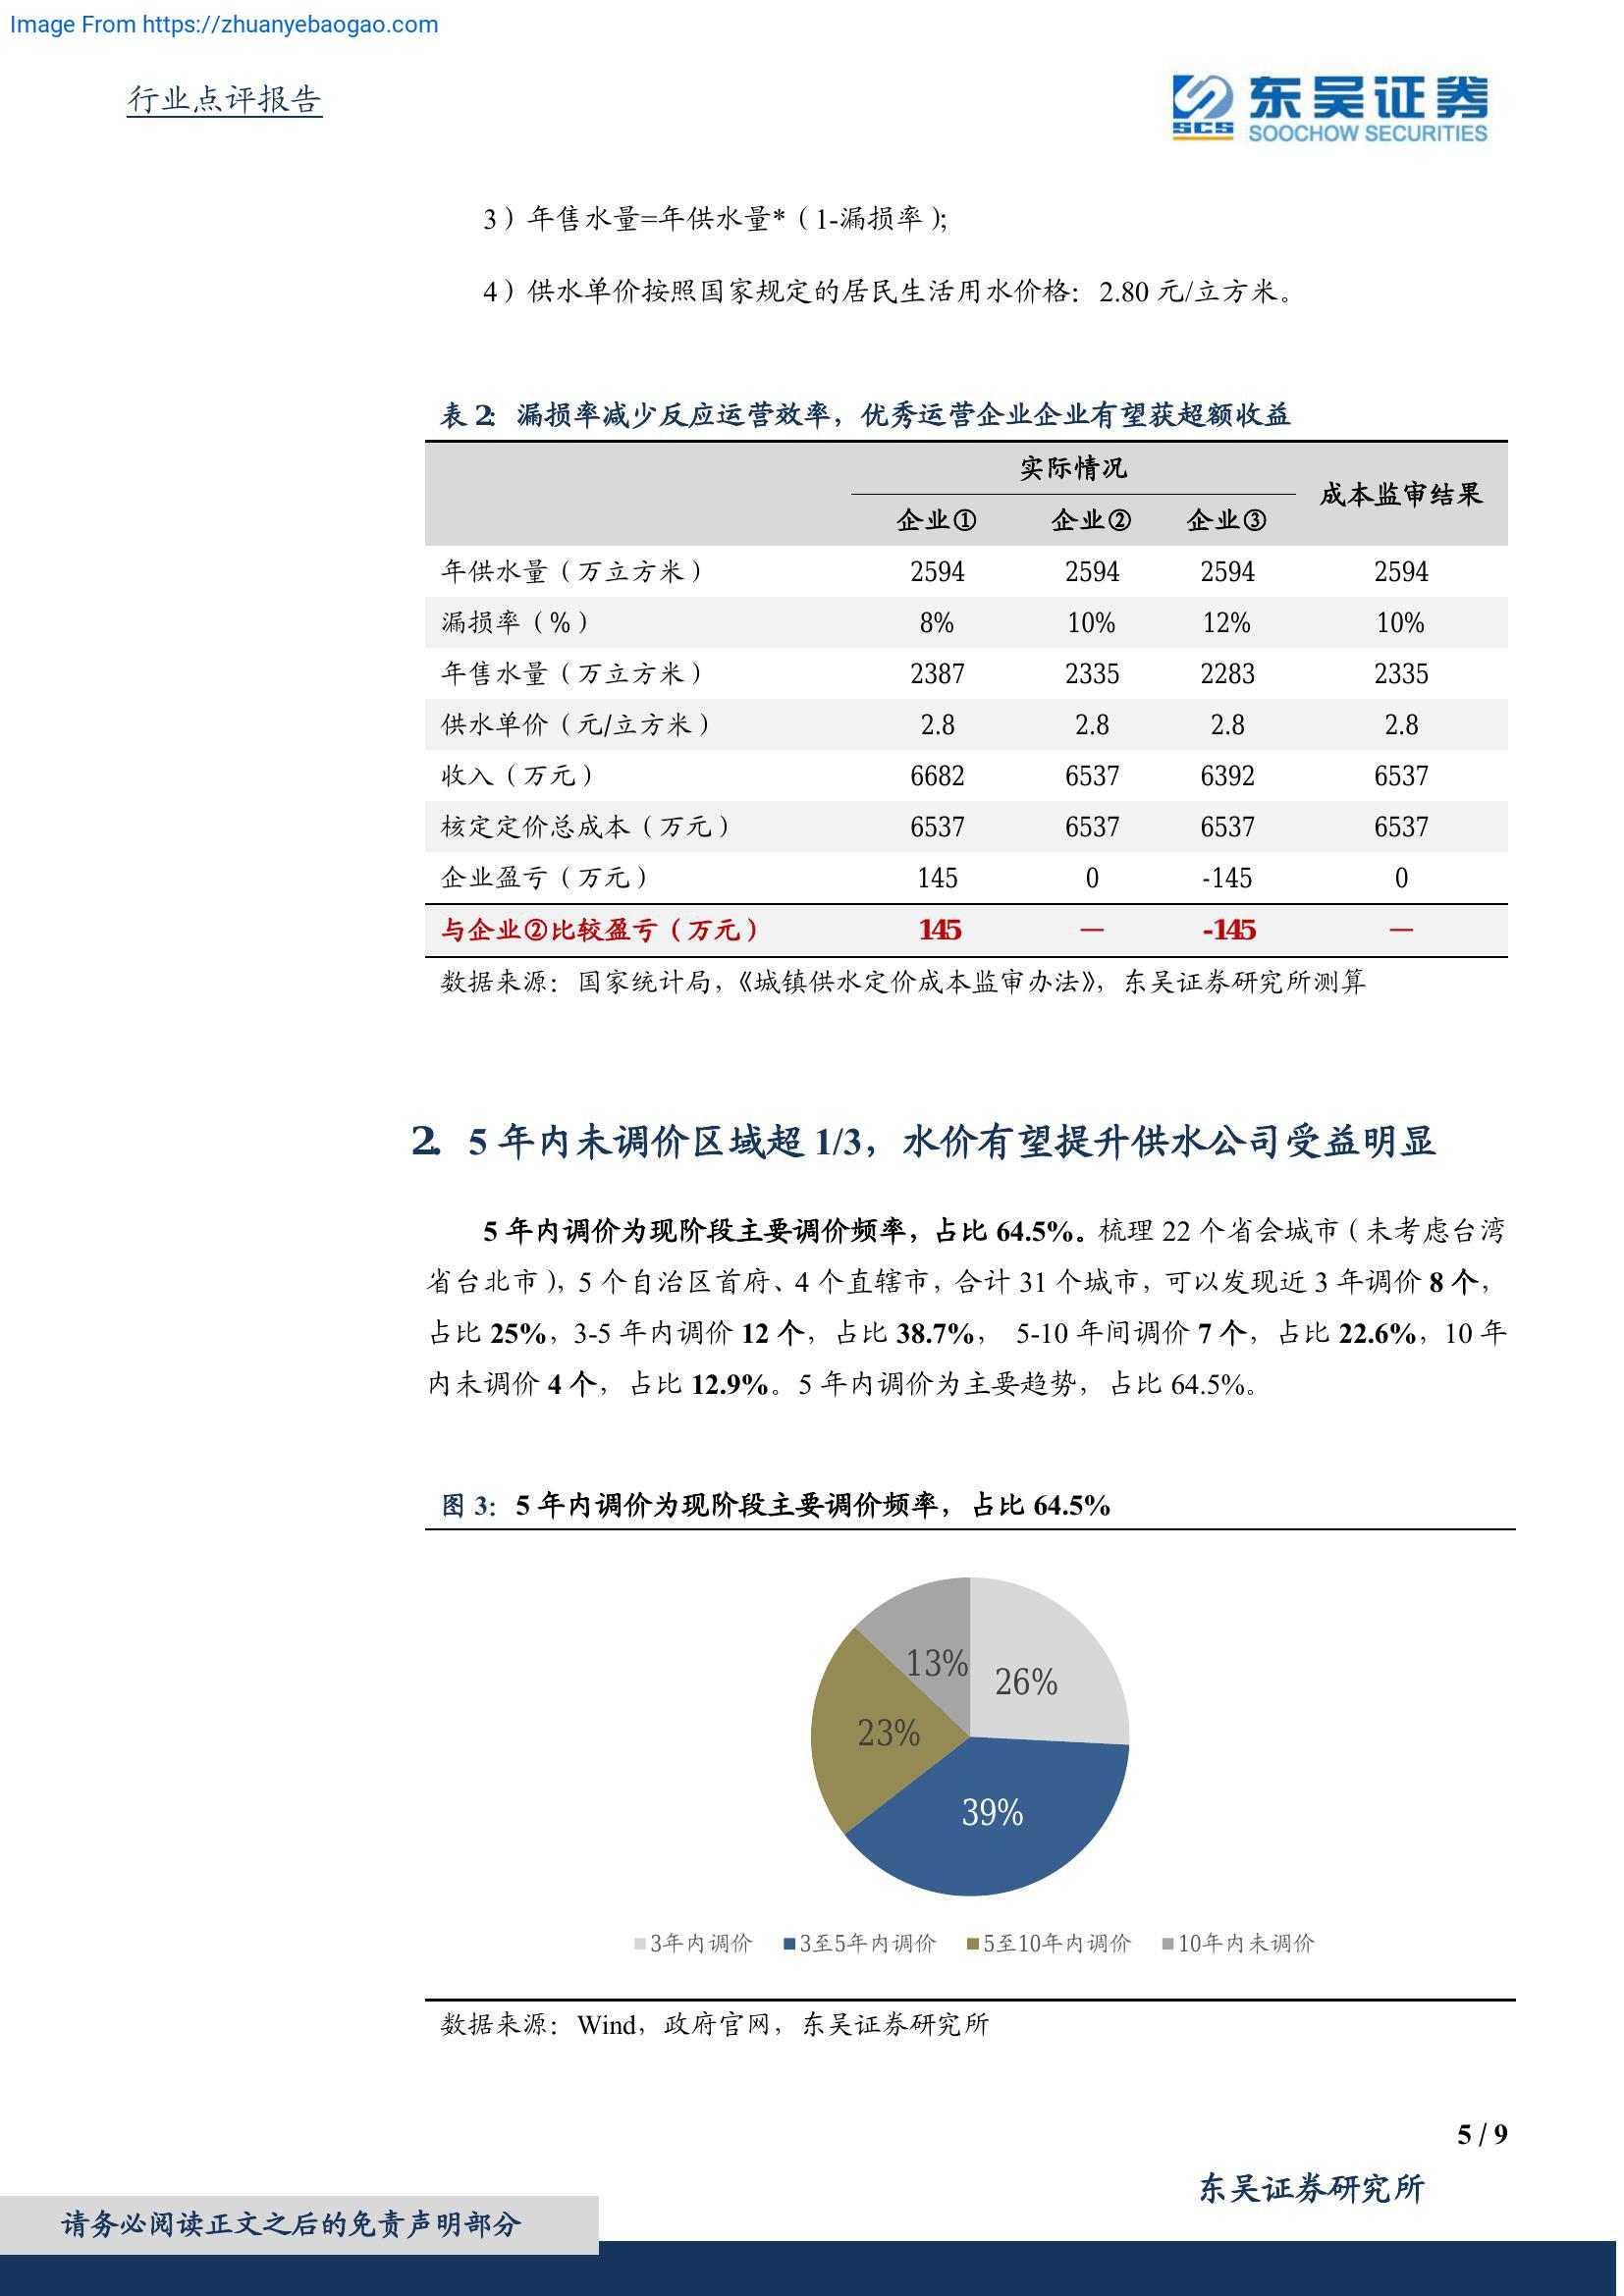 Image From https://zhuanyebaogao.com
行业点评报告
SCS 东吴证券
SOOCHOW SECURITIES
3）年售水量=年供水量*（1-漏损率）；
4）供水单价按照国家规定的居民生活用水价格：2.80 元/立方米。
表 2：漏损率减少反应运营效率，优秀运营企业企业有望获超额收益
实际情况 成本监审结果
企业① 企业② 企业③
年供水量（万立方米） 2594 2594 2594 2594
漏损率（%） 8% 10% 12% 10%
年售水量（万立方米） 2387 2335 2283 2335
供水单价（元/立方米） 2.8 2.8 2.8 2.8
收入（万元） 6682 6537 6392 6537
核定定价总成本（万元） 6537 6537 6537 6537
企业盈亏（万元） 145 0 -145 0
与企业②比较盈亏（万元） 145 — -145 —
数据来源：国家统计局，《城镇供水定价成本监审办法》，东吴证券研究所测算
2. 5 年内未调价区域超 1/3，水价有望提升供水公司受益明显
5 年内调价为现阶段主要调价频率，占比 64.5%。梳理 22 个省会城市（未考虑台湾
省台北市），5 个自治区首府、4 个直辖市，合计 31 个城市，可以发现近 3 年调价 8 个，
占比 25%，3-5 年内调价 12 个，占比 38.7%， 5-10 年间调价 7 个，占比 22.6%，10 年
内未调价 4 个，占比 12.9%。5 年内调价为主要趋势，占比 64.5%。
图 3：5 年内调价为现阶段主要调价频率，占比 64.5%
13%
26%
23%
39%
3年内调价 3至5年内调价 5至10年内调价 10年内未调价
数据来源：Wind，政府官网，东吴证券研究所
5 / 9
东吴证券研究所
请务必阅读正文之后的免责声明部分